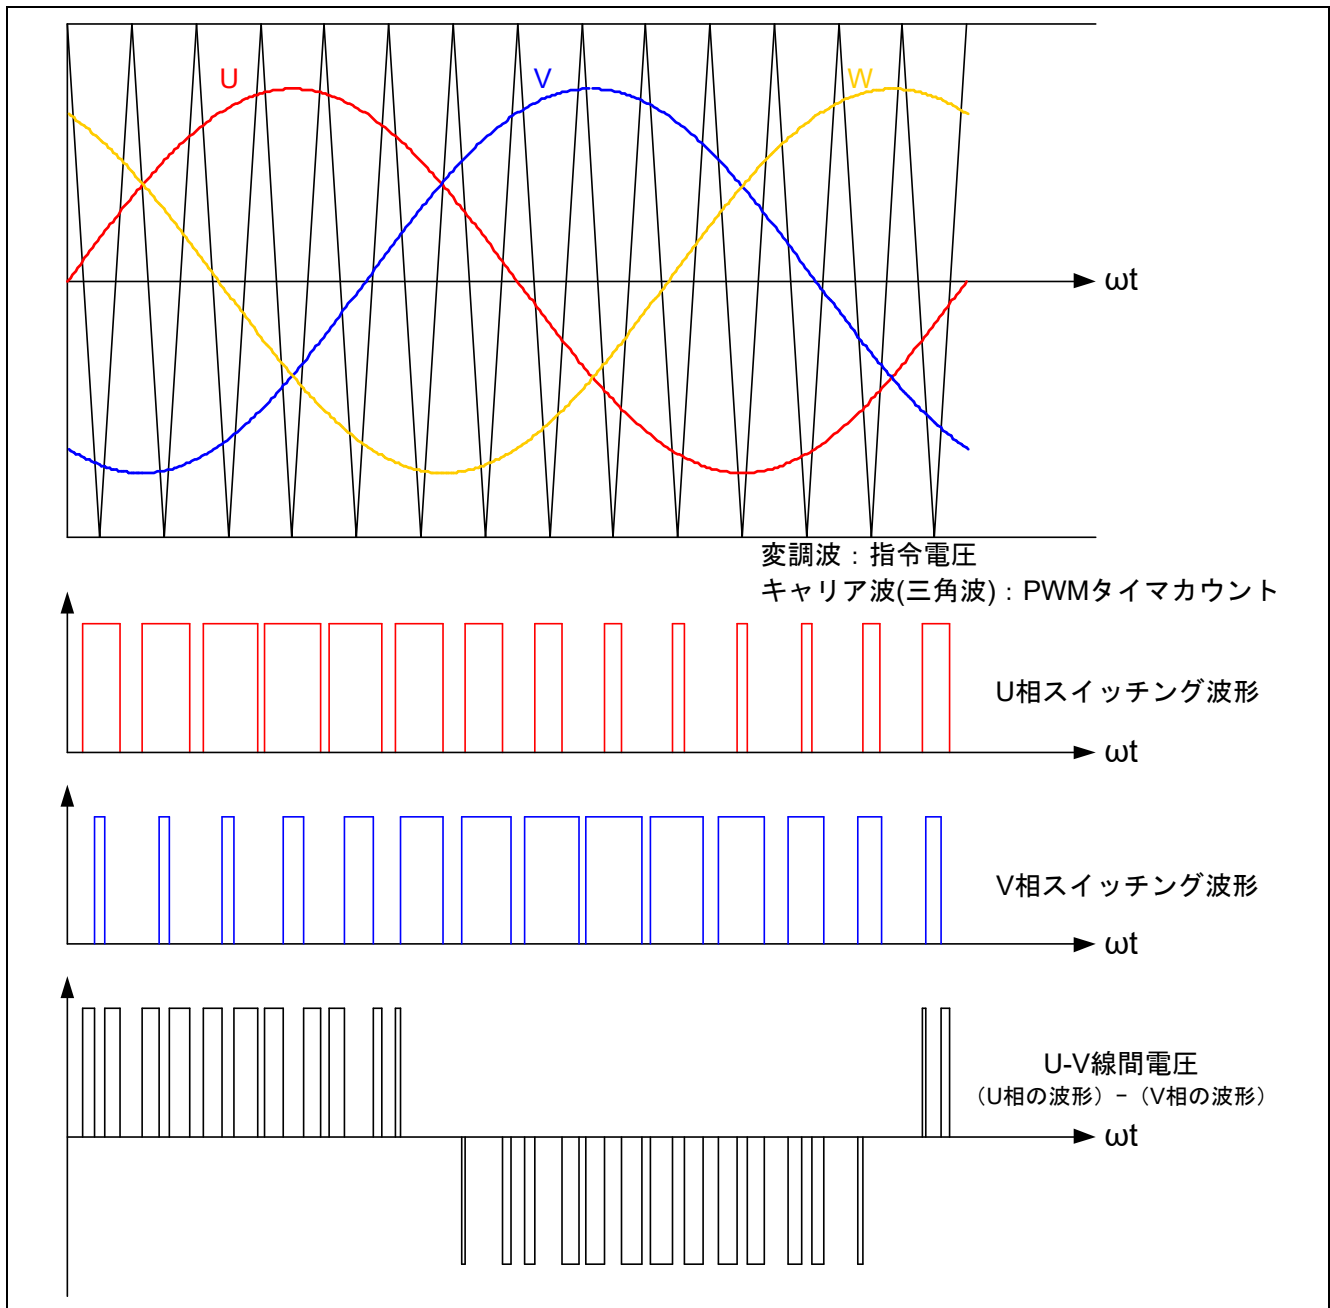 U
V
W
ωt
変調波：指令電圧
キャリア波(三角波)：PWMタイマカウント
U相スイッチング波形
ωt
V相スイッチング波形
ωt
U-V線間電圧
（U相の波形）-（V相の波形）
ωt